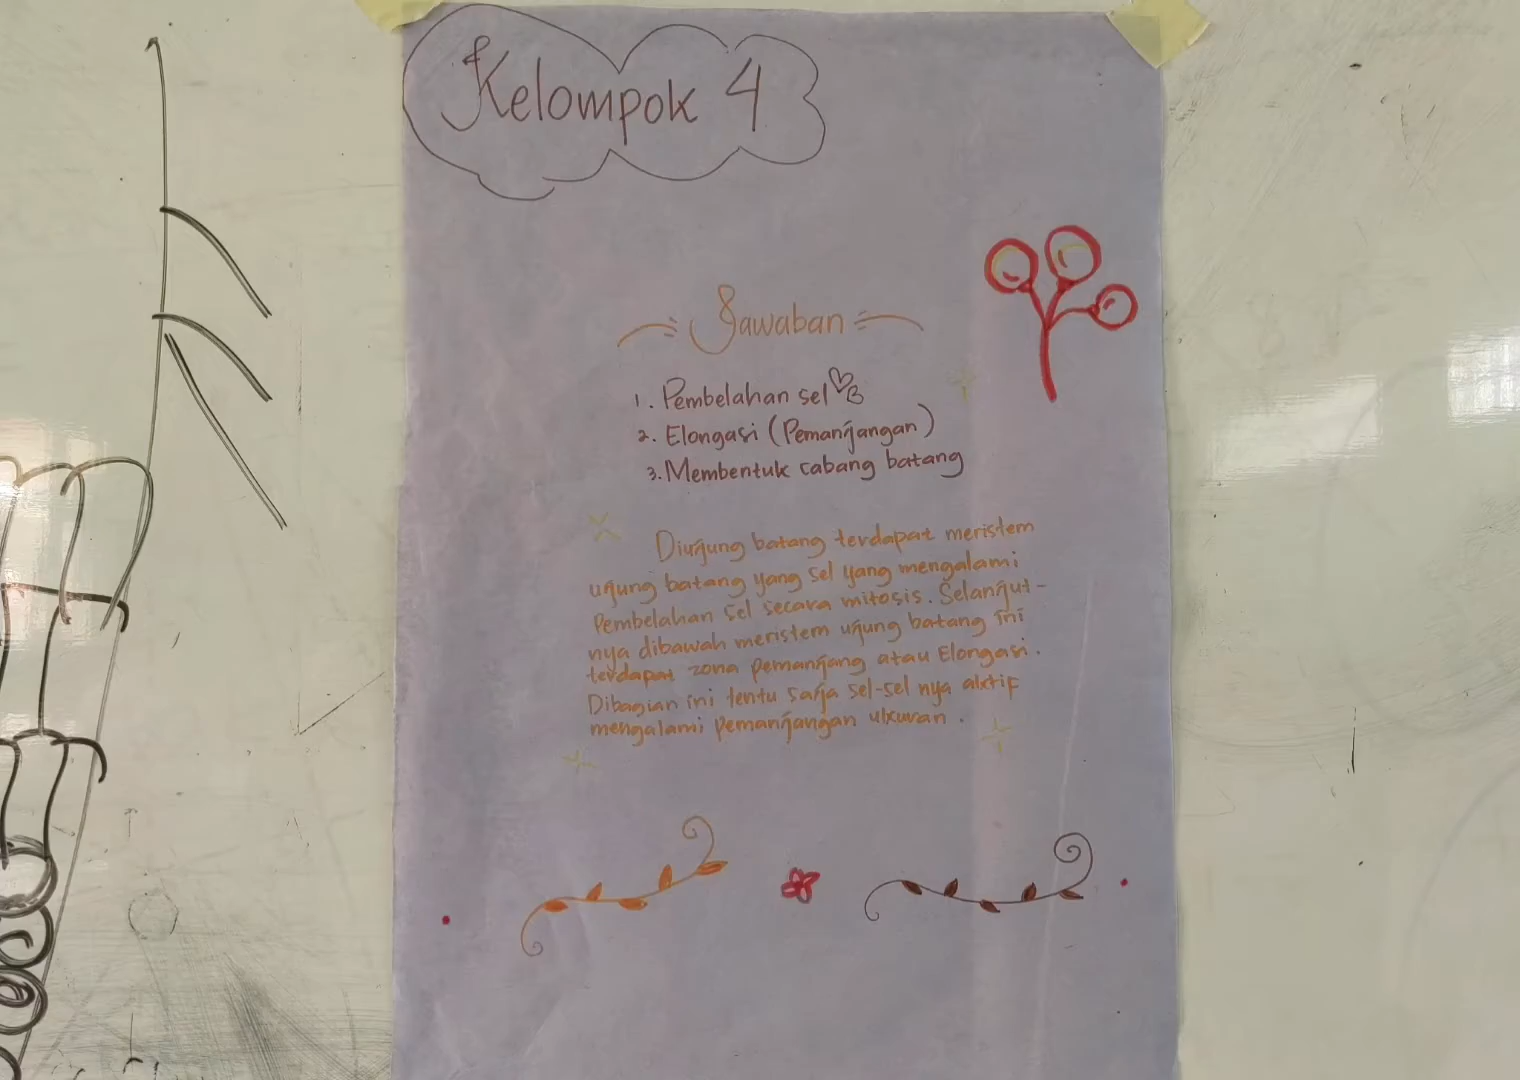 Kelompok 4
Jawaban
1. Pembelahan sel
2. Elongasi (Pemanjangan)
3. Membentuk cabang batang
Diujung batang terdapat meristem
ujung batang yang sel yang mengalami
Pembelahan sel secara mitosis. Selanjut-
nya dibawah meristem ujung batang ini
terdapat zona pemanjang atau Elongasi.
Dibagian ini tentu saja sel-sel nya aktif
mengalami pemanjangan ukuran.